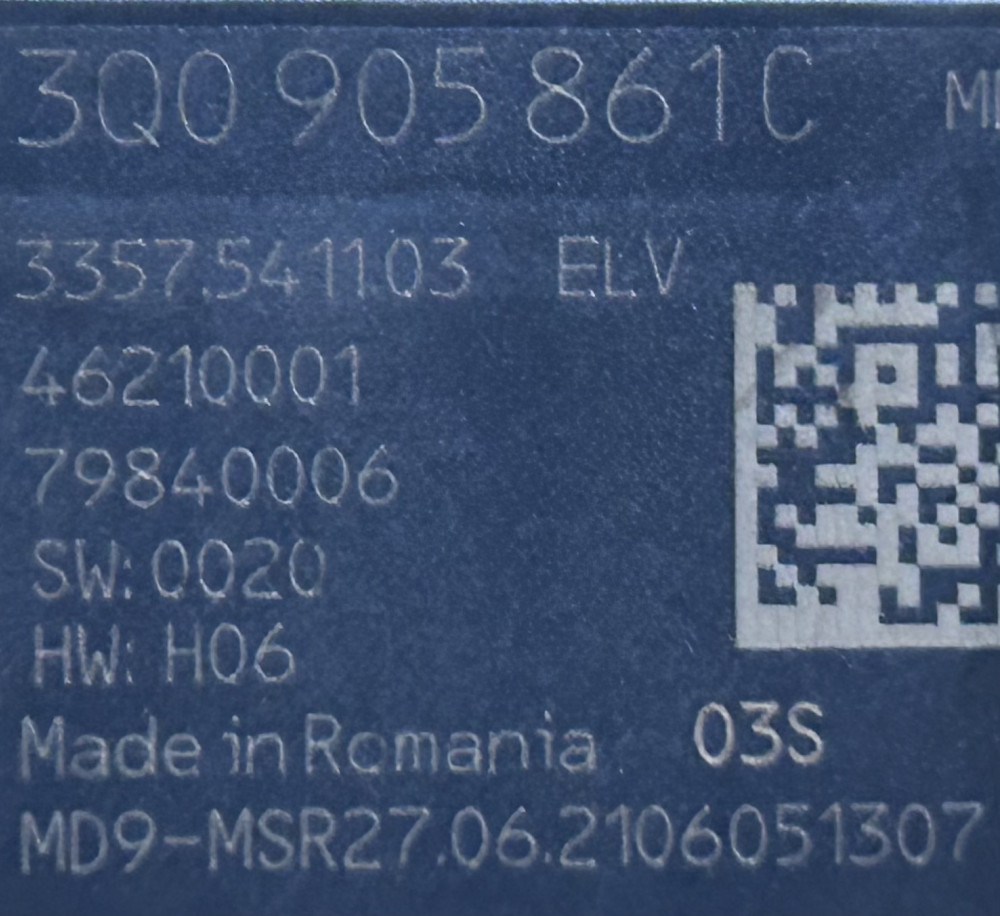 3Q0 905 861 C
3357.541103 ELV
46210001
79840006
SW: 0020
HW: H06
Made in Romania 03S
MD9-MSR27.06.2106051307